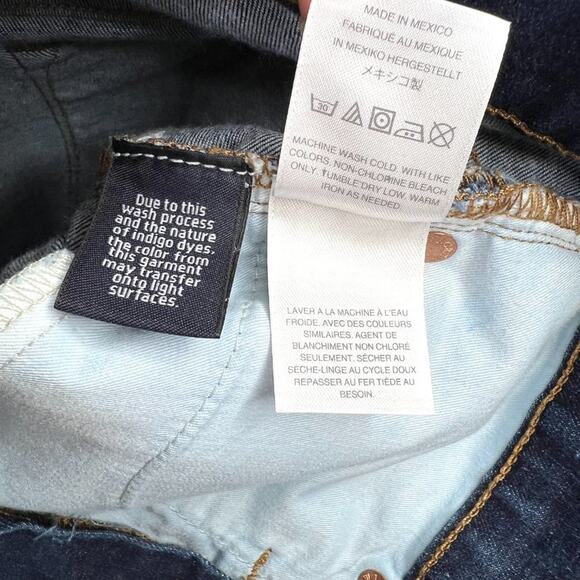 MADE IN MEXICO
FABRIQUÉ AU MEXIQUE
IN MEXIKO HERGESTELLT
メキシコ製
30
MACHINE WASH COLD. WITH LIKE
COLORS. NON-CHLORINE BLEACH
ONLY. TUMBLE DRY LOW. WARM
IRON AS NEEDED.
Due to this
wash process
and the nature
of indigo dyes,
the color from
this garment
may transfer
onto light
surfaces.
LAVER A LA MACHINE À L'EAU
FROIDE. AVEC DES COULEURS
SIMILAIRES. AGENT DE
BLANCHIMENT NON CHLORÉ
SEULEMENT. SÉCHER AU
SÈCHE-LINGE AU CYCLE DOUX
REPASSER AU FER TIÈDE AU
BESOIN.